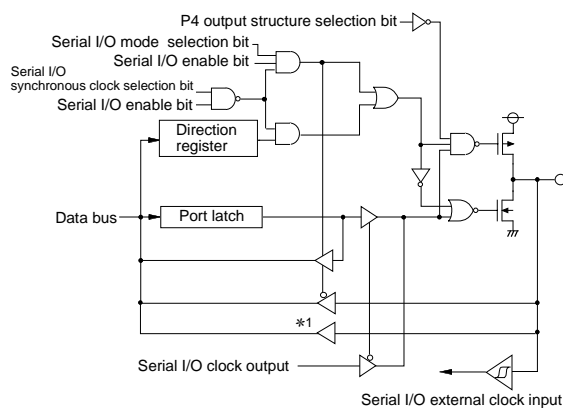 P4 output structure selection bit
Serial I/O mode selection bit
Serial I/O enable bit
Serial I/O
synchronous clock selection bit
Serial I/O enable bit
Direction
register
Data bus
Port latch
*1
Serial I/O clock output
Serial I/O external clock input